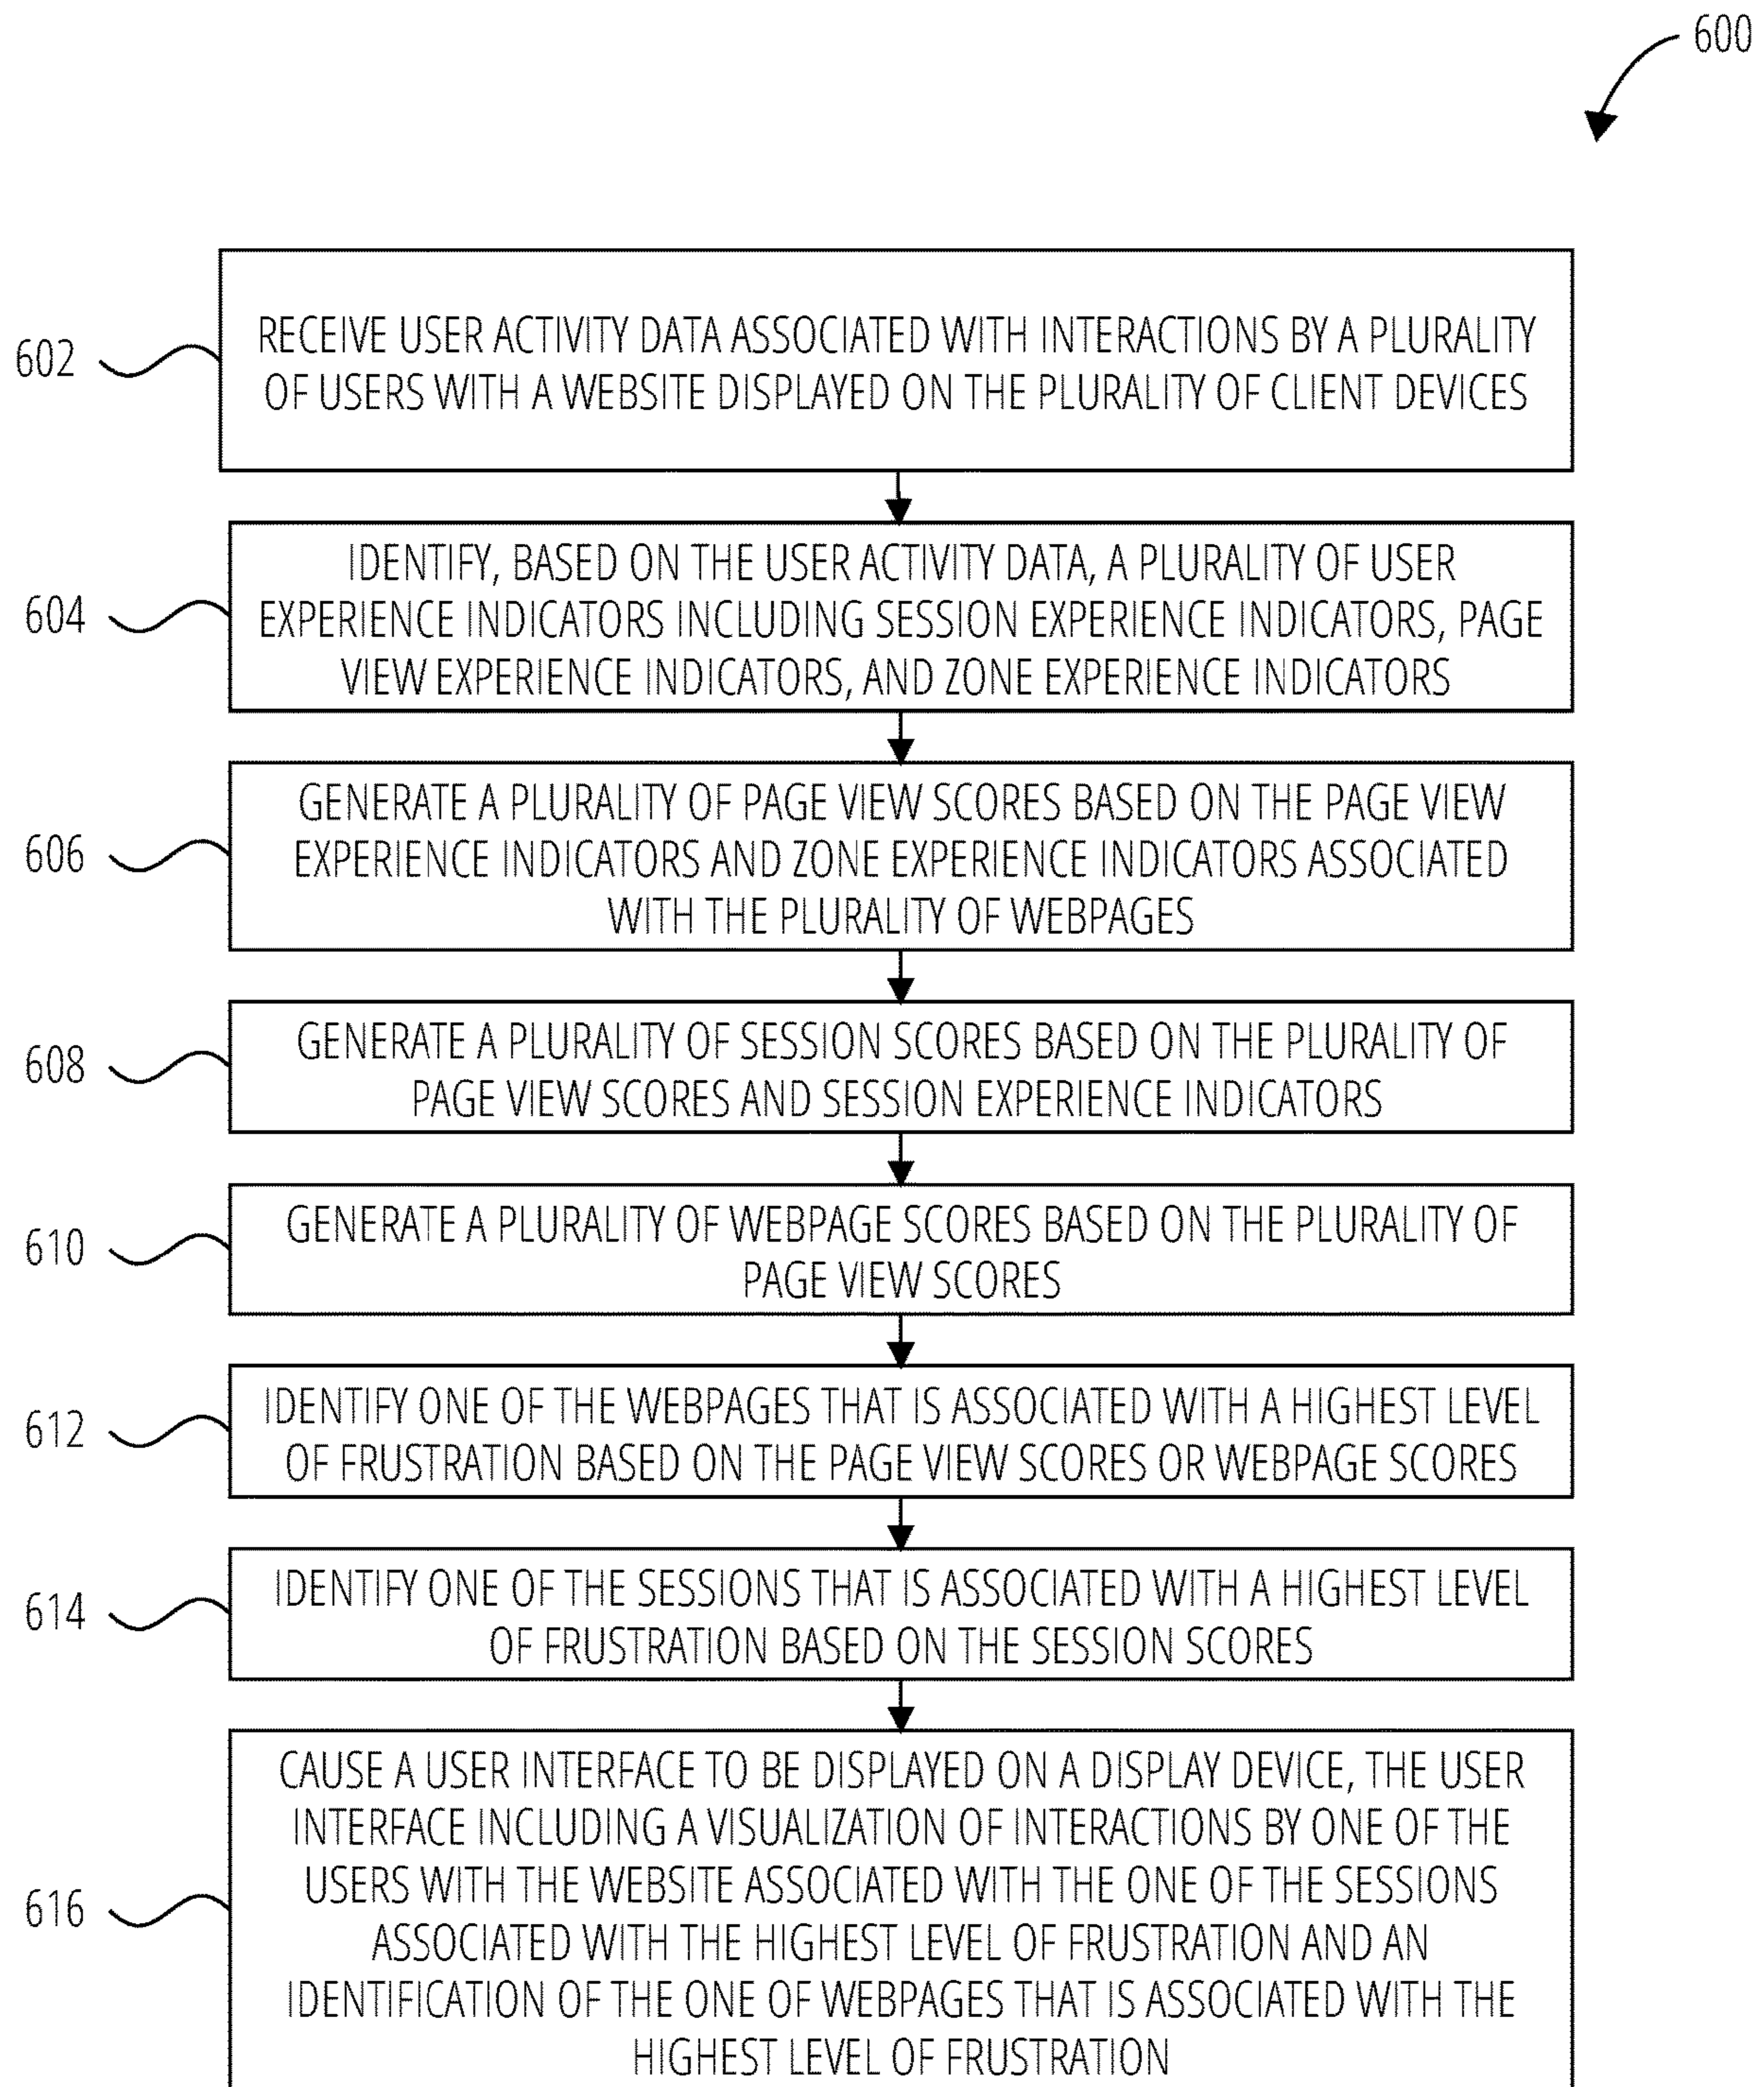 600
602
RECEIVE USER ACTIVITY DATA ASSOCIATED WITH INTERACTIONS BY A PLURALITY
OF USERS WITH A WEBSITE DISPLAYED ON THE PLURALITY OF CLIENT DEVICES
604
IDENTIFY, BASED ON THE USER ACTIVITY DATA, A PLURALITY OF USER
EXPERIENCE INDICATORS INCLUDING SESSION EXPERIENCE INDICATORS, PAGE
VIEW EXPERIENCE INDICATORS, AND ZONE EXPERIENCE INDICATORS
606
GENERATE A PLURALITY OF PAGE VIEW SCORES BASED ON THE PAGE VIEW
EXPERIENCE INDICATORS AND ZONE EXPERIENCE INDICATORS ASSOCIATED
WITH THE PLURALITY OF WEBPAGES
608
GENERATE A PLURALITY OF SESSION SCORES BASED ON THE PLURALITY OF
PAGE VIEW SCORES AND SESSION EXPERIENCE INDICATORS
610
GENERATE A PLURALITY OF WEBPAGE SCORES BASED ON THE PLURALITY OF
PAGE VIEW SCORES
612
IDENTIFY ONE OF THE WEBPAGES THAT IS ASSOCIATED WITH A HIGHEST LEVEL
OF FRUSTRATION BASED ON THE PAGE VIEW SCORES OR WEBPAGE SCORES
614
IDENTIFY ONE OF THE SESSIONS THAT IS ASSOCIATED WITH A HIGHEST LEVEL
OF FRUSTRATION BASED ON THE SESSION SCORES
616
CAUSE A USER INTERFACE TO BE DISPLAYED ON A DISPLAY DEVICE, THE USER
INTERFACE INCLUDING A VISUALIZATION OF INTERACTIONS BY ONE OF THE
USERS WITH THE WEBSITE ASSOCIATED WITH THE ONE OF THE SESSIONS
ASSOCIATED WITH THE HIGHEST LEVEL OF FRUSTRATION AND AN
IDENTIFICATION OF THE ONE OF WEBPAGES THAT IS ASSOCIATED WITH THE
HIGHEST LEVEL OF FRUSTRATION